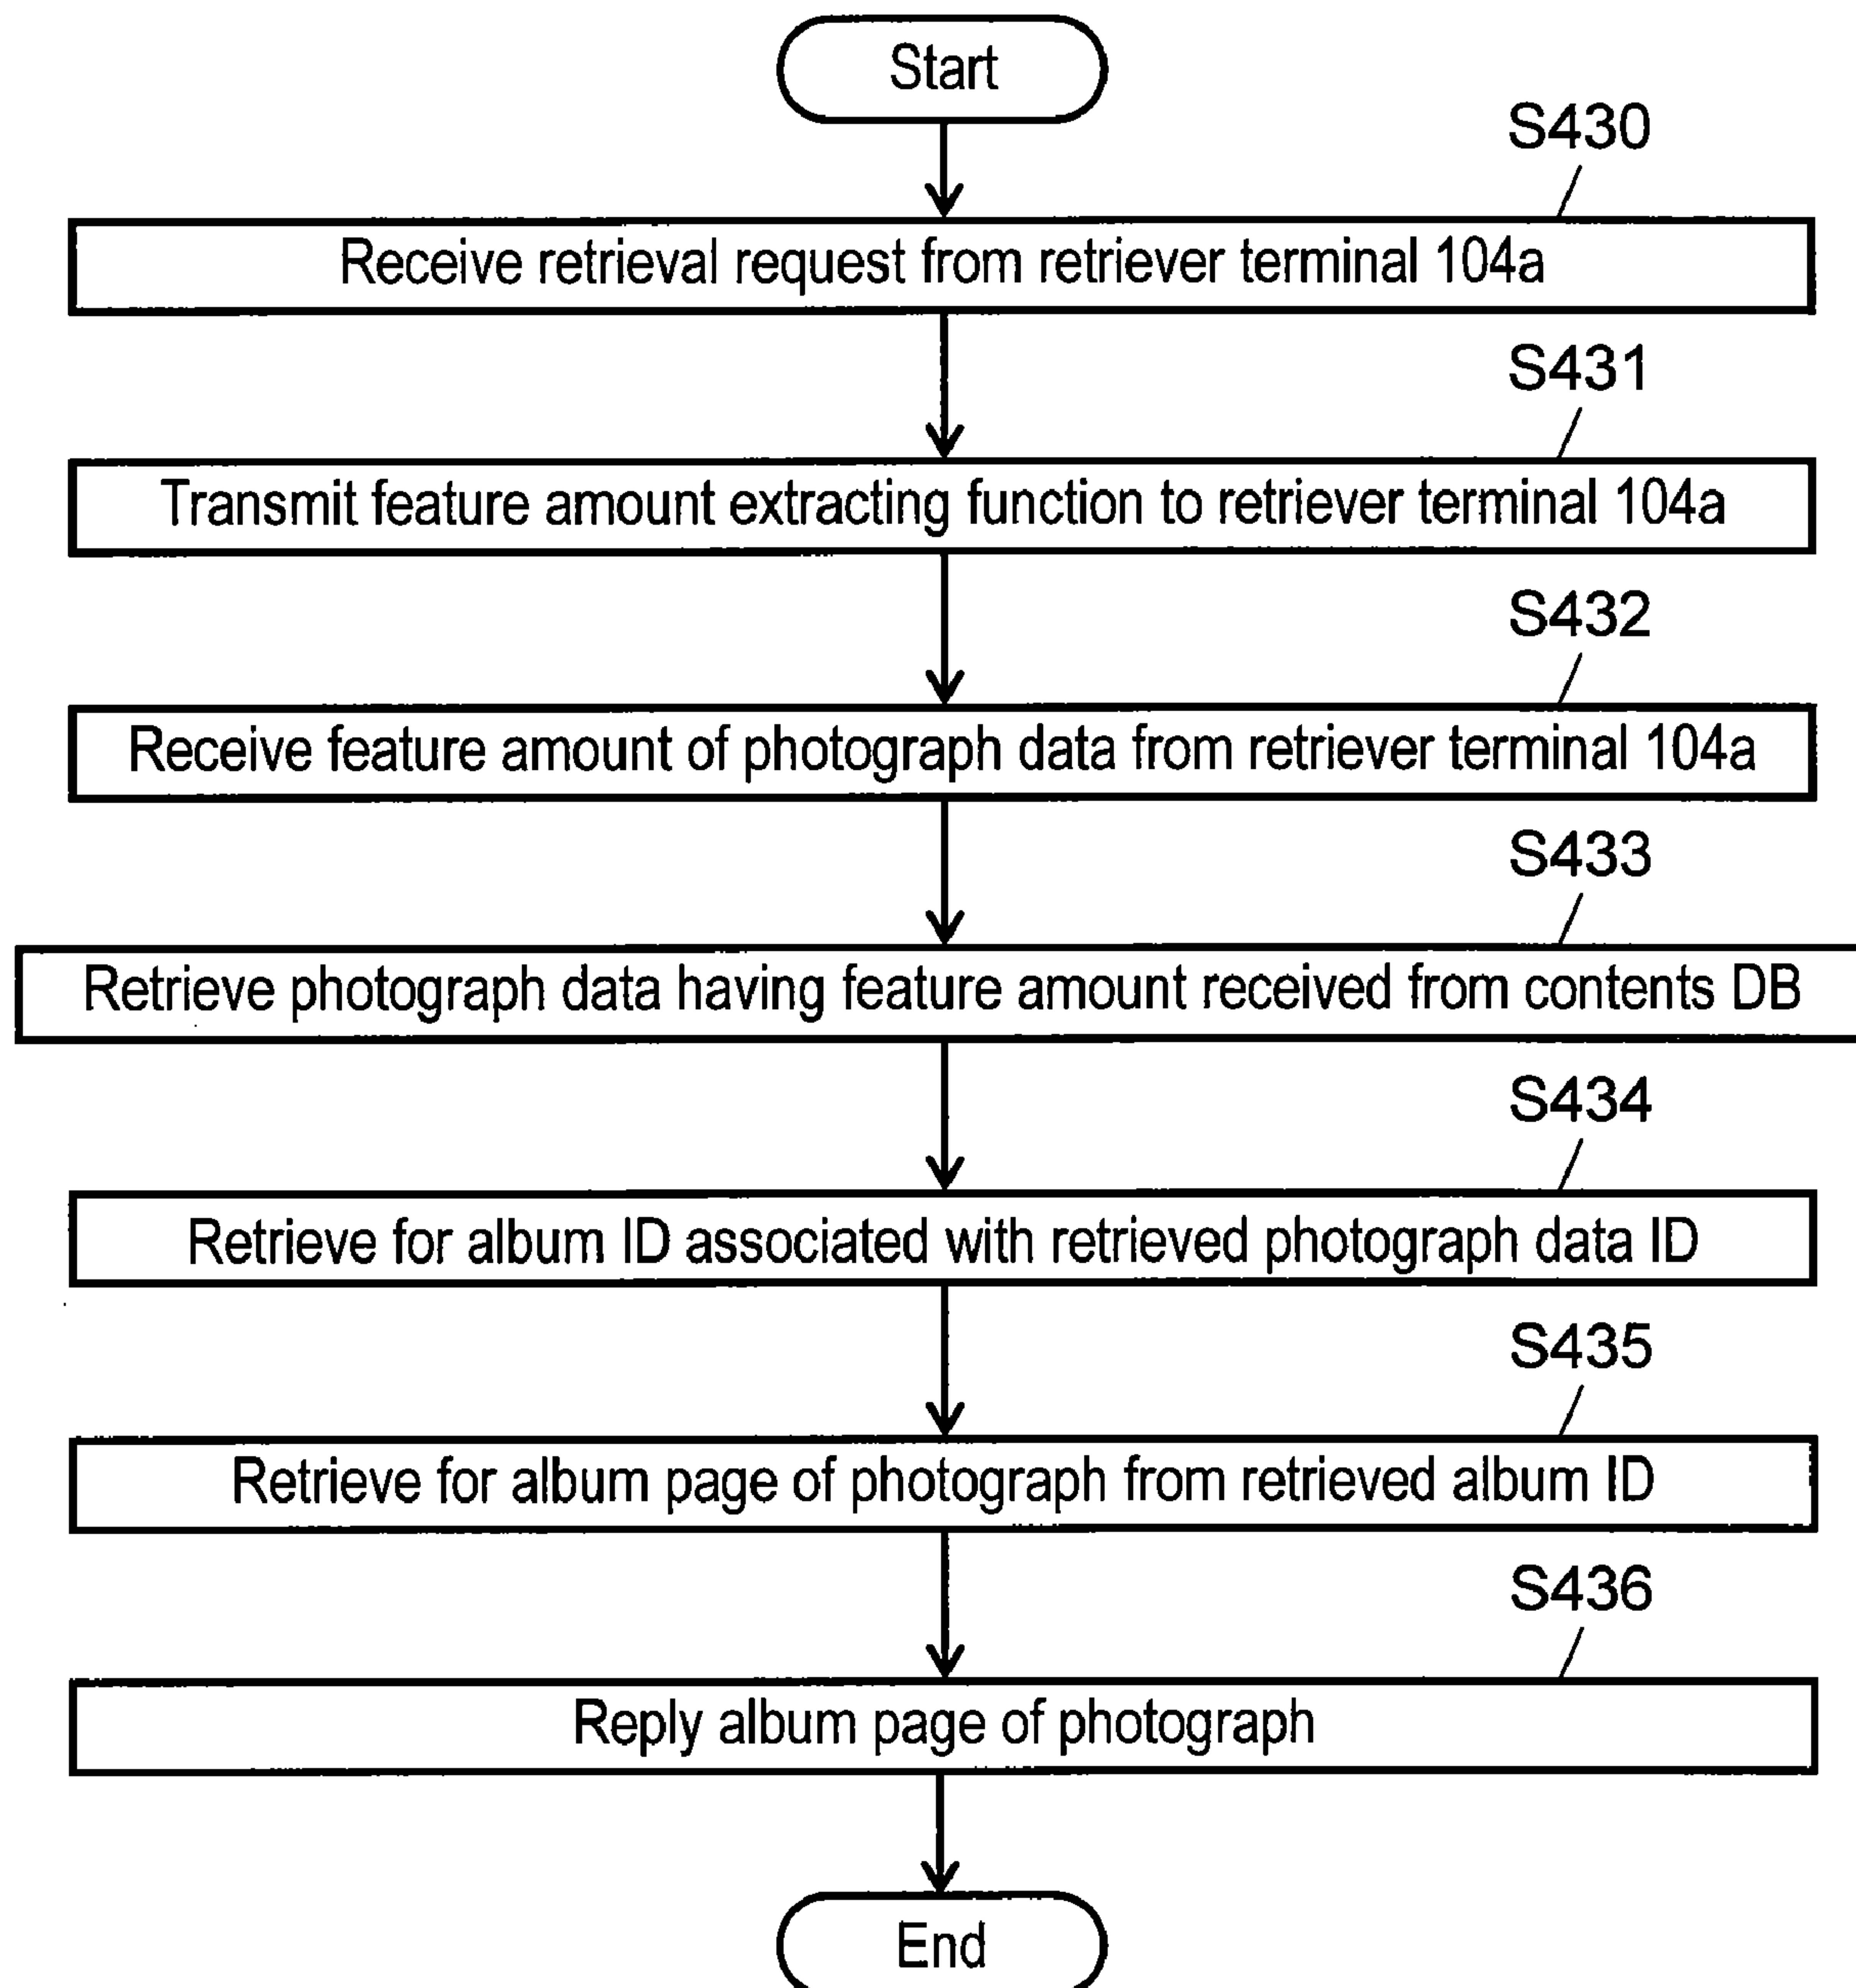 Start
S430
Receive retrieval request from retriever terminal 104a
S431
Transmit feature amount extracting function to retriever terminal 104a
S432
Receive feature amount of photograph data from retriever terminal 104a
S433
Retrieve photograph data having feature amount received from contents DB
S434
Retrieve for album ID associated with retrieved photograph data ID
S435
Retrieve for album page of photograph from retrieved album ID
S436
Reply album page of photograph
End